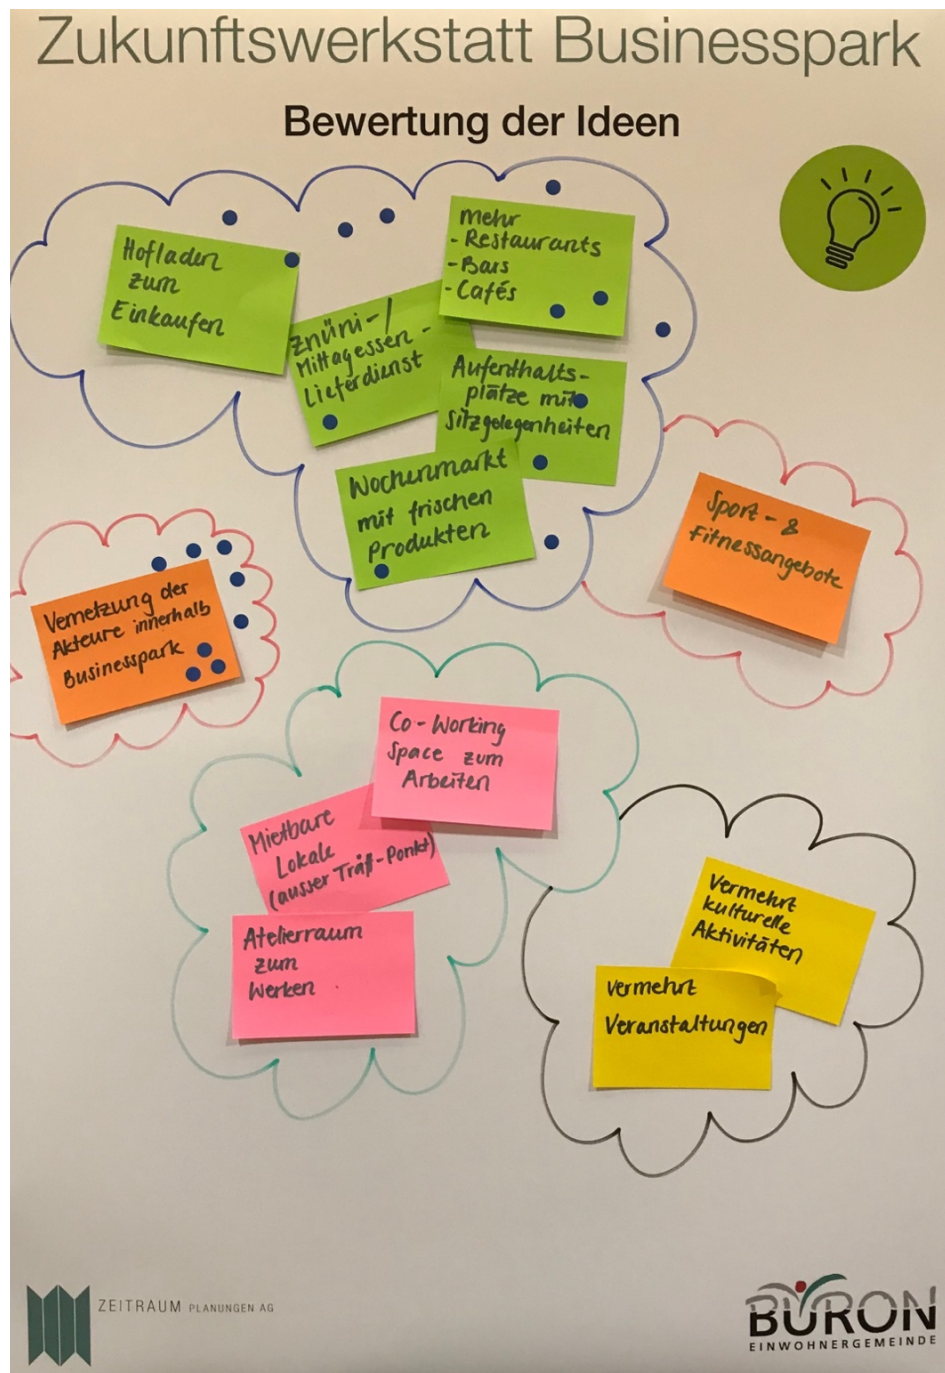 Zukunftswerkstatt Businesspark
Bewertung der Ideen
Hofladen
zum
Einkaufen
znüni-/
Mittagessen-
Lieferdienst
mehr
- Restaurants
- Bars
- Cafés
Aufenthalts-
plätze mit
Sitzgelegenheiten
Wochenmarkt
mit frischen
Produkten
Sport- &
Fitnessangebote
Vernetzung der
Akteure innerhalb
Businesspark
Co-Working
Space zum
Arbeiten
Mietbare
Lokale
(ausser Träff-Ponkt)
Atelierraum
zum
Werken
Vermehrt
kulturelle
Aktivitäten
Vermehrt
Veranstaltungen
ZEITRAUM PLANUNGEN AG
BÜRON
EINWOHNERGEMEINDE